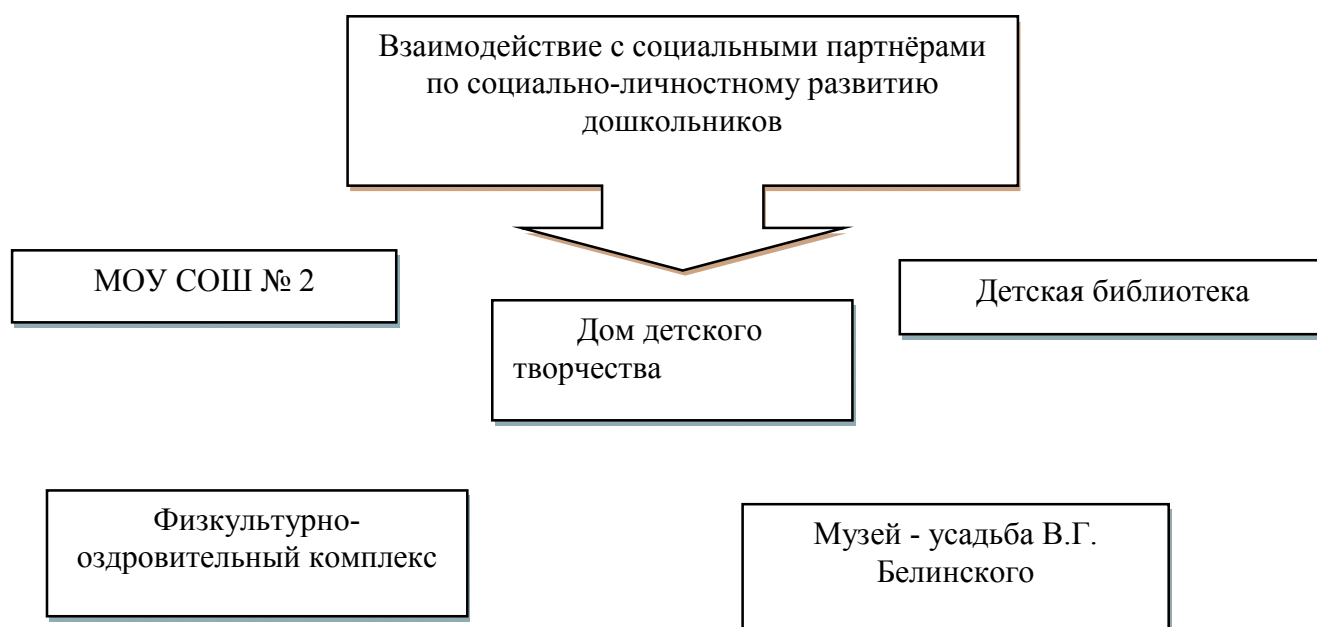 Взаимодействие с социальными партнёрами
по социально-личностному развитию
дошкольников
МОУ СОШ № 2
Детская библиотека
Дом детского
творчества
Физкультурно-
оздровительный комплекс
Музей - усадьба В.Г.
Белинского